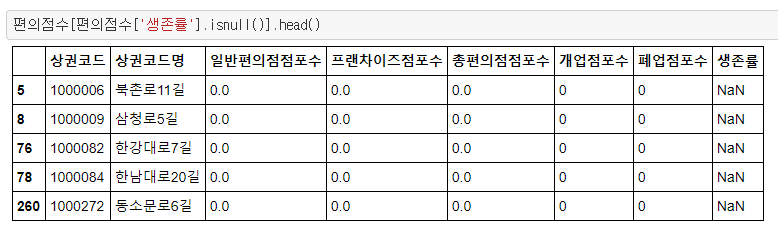 편의점수[편의점수['생존률'].isnull()].head()
상권코드 상권코드명 일반편의점점포수 프랜차이즈점포수 총편의점점포수 개업점포수 폐업점포수 생존률
5 1000006 북촌로11길 0.0 0.0 0.0 0 0 NaN
8 1000009 삼청로5길 0.0 0.0 0.0 0 0 NaN
76 1000082 한강대로7길 0.0 0.0 0.0 0 0 NaN
78 1000084 한남대로20길 0.0 0.0 0.0 0 0 NaN
260 1000272 동소문로6길 0.0 0.0 0.0 0 0 NaN